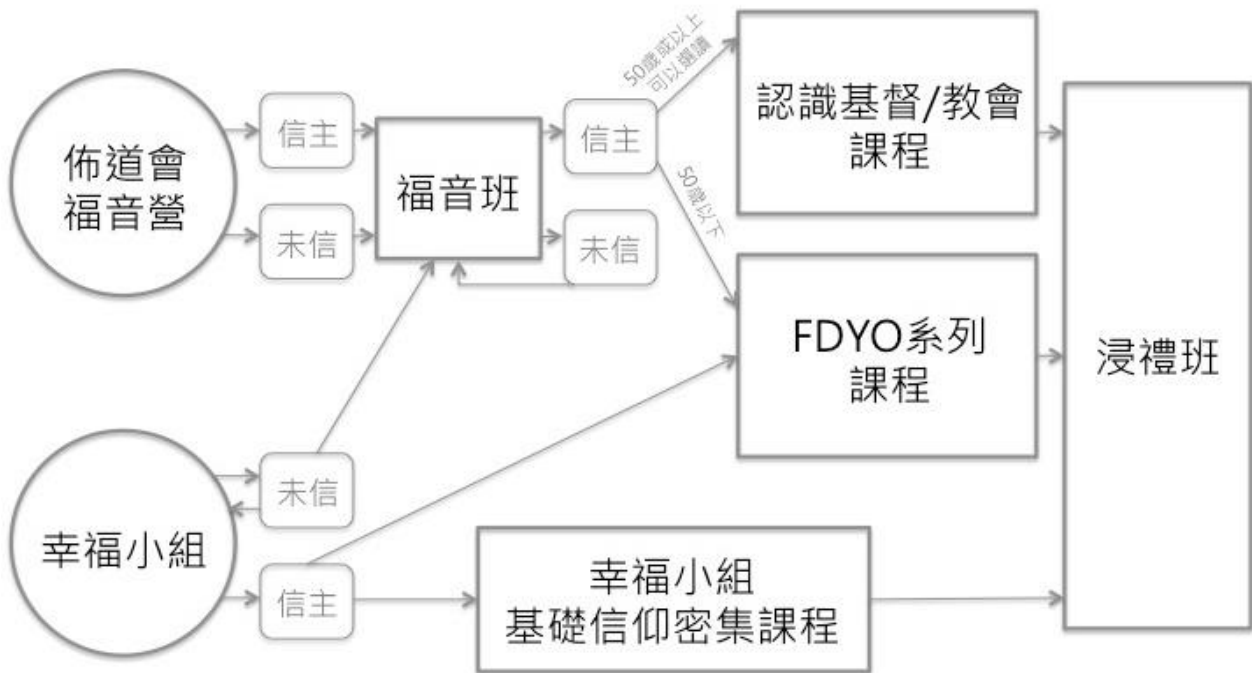 佈道會
福音營
信主
未信
福音班
信主
未信
50歲或以上
可以選讀
50歲以下
認識基督/教會
課程
FDYO系列
課程
浸禮班
幸福小組
未信
信主
幸福小組
基礎信仰密集課程